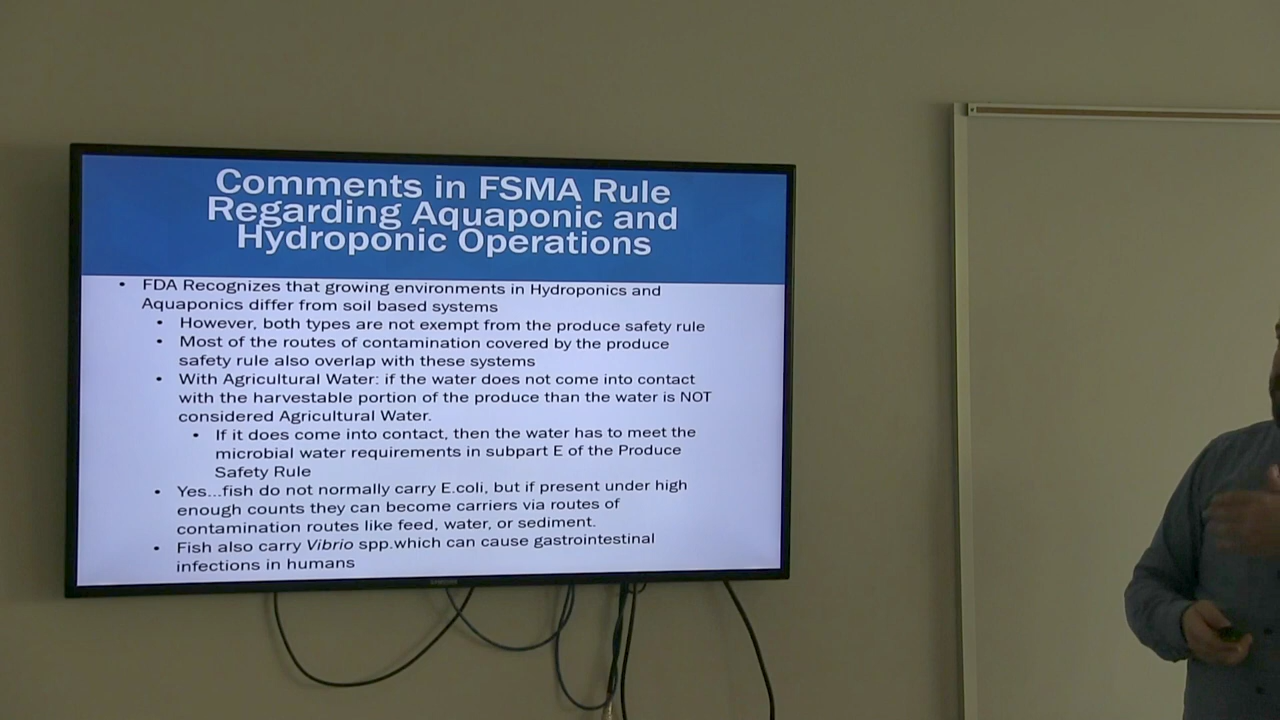 Comments in FSMA Rule
Regarding Aquaponic and
Hydroponic Operations
• FDA Recognizes that growing environments in Hydroponics and
Aquaponics differ from soil based systems
• However, both types are not exempt from the produce safety rule
• Most of the routes of contamination covered by the produce
safety rule also overlap with these systems
• With Agricultural Water: if the water does not come into contact
with the harvestable portion of the produce than the water is NOT
considered Agricultural Water.
• If it does come into contact, then the water has to meet the
microbial water requirements in subpart E of the Produce
Safety Rule
• Yes...fish do not normally carry E.coli, but if present under high
enough counts they can become carriers via routes of
contamination routes like feed, water, or sediment.
• Fish also carry Vibrio spp.which can cause gastrointestinal
infections in humans